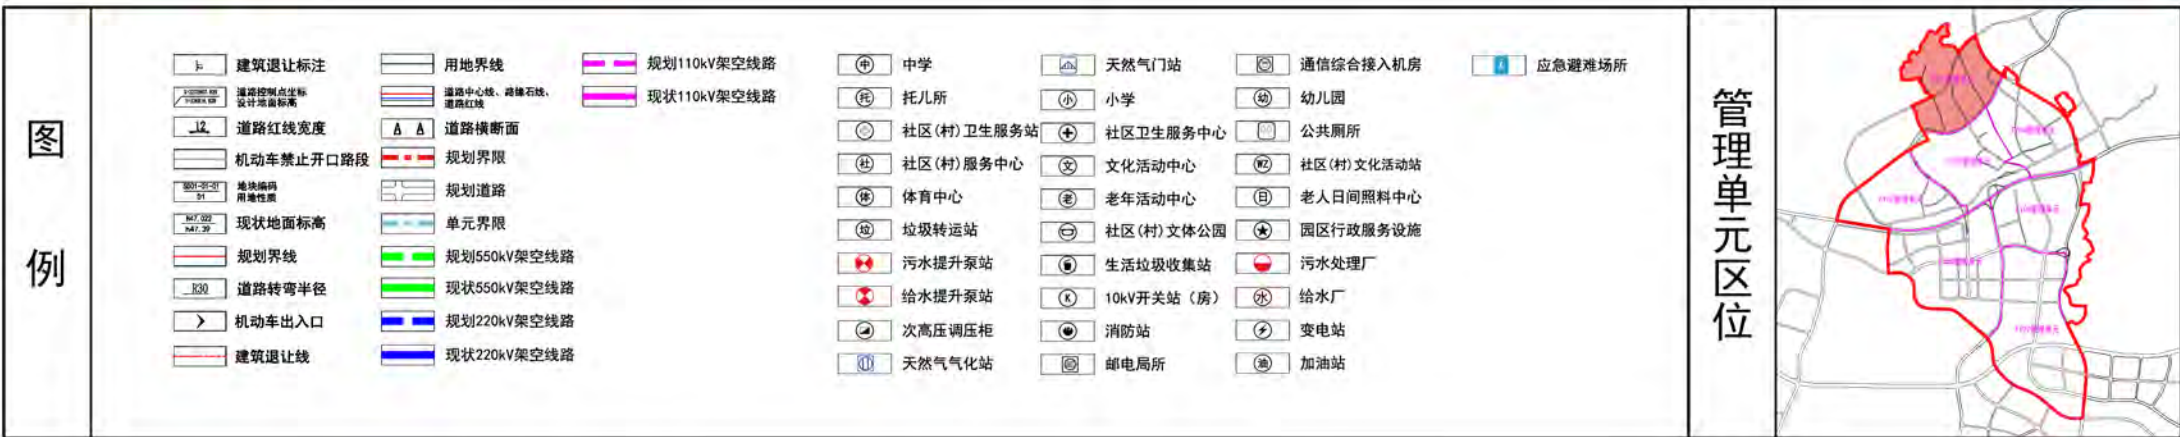 图例
建筑退让标注
道路控制点坐标
设计地面标高
12
道路红线宽度
机动车禁止开口路段
地块编码
用地性质
现状地面标高
规划界线
R30
道路转弯半径
机动车出入口
建筑退让线
用地界线
道路中心线、路缘石线、
道路红线
A A
道路横断面
规划界限
规划道路
单元界限
规划550kV架空线路
现状550kV架空线路
规划220kV架空线路
现状220kV架空线路
规划110kV架空线路
现状110kV架空线路
中 中学
托 托儿所
社区(村)卫生服务站
社 社区(村)服务中心
体 体育中心
垃 垃圾转运站
污水提升泵站
给水提升泵站
次高压调压柜
天然气气化站
天然气门站
小 小学
社区卫生服务中心
文 文化活动中心
老 老年活动中心
社区(村)文体公园
生活垃圾收集站
K 10kV开关站（房）
消防站
邮电局所
通信综合接入机房
幼 幼儿园
公共厕所
WZ 社区(村)文化活动站
日 老人日间照料中心
园区行政服务设施
污水处理厂
水 给水厂
变电站
油 加油站
应急避难场所
管理单元区位